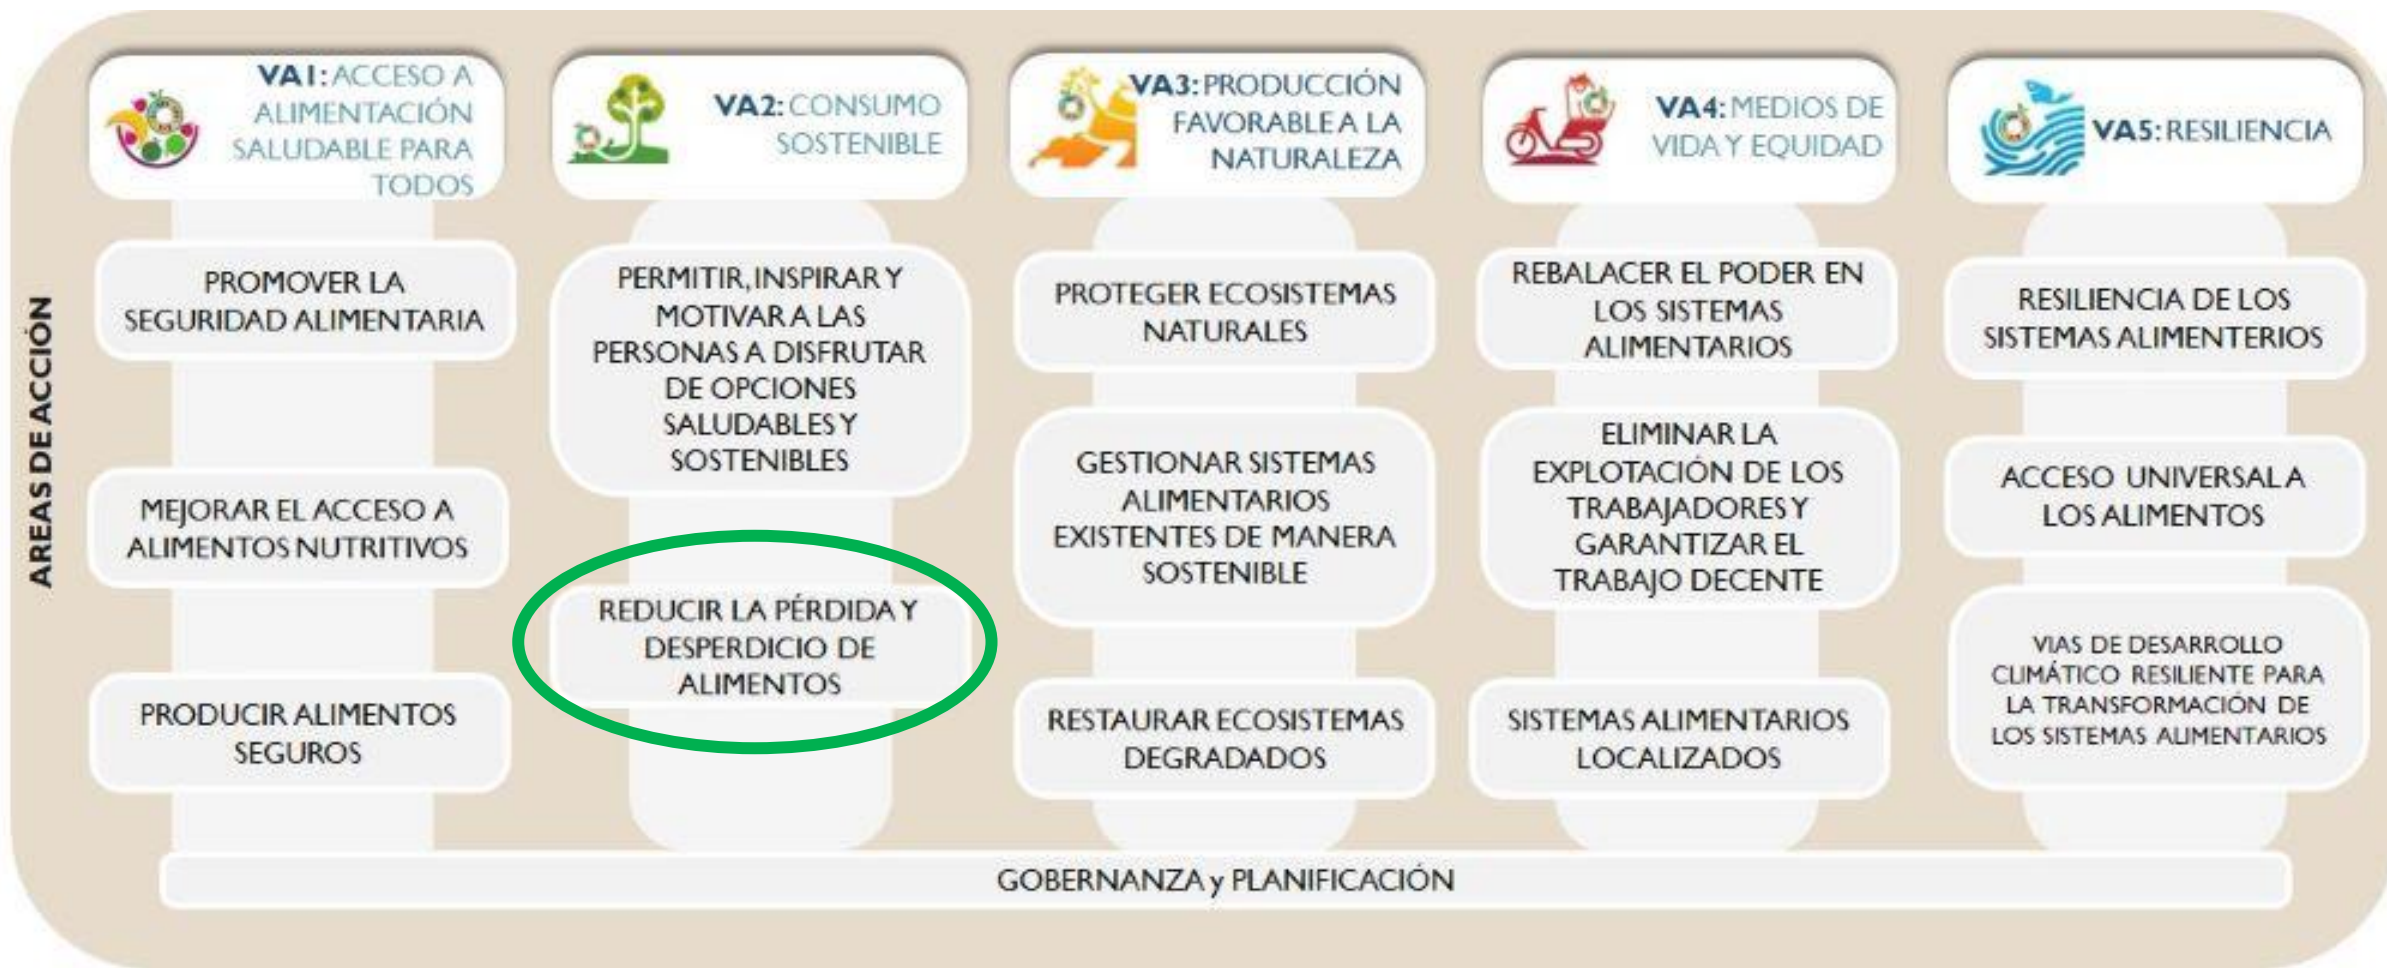 AREAS DE ACCIÓN
VA1: ACCESO A
ALIMENTACIÓN
SALUDABLE PARA
TODOS
PROMOVER LA
SEGURIDAD ALIMENTARIA
MEJORAR EL ACCESO A
ALIMENTOS NUTRITIVOS
PRODUCIR ALIMENTOS
SEGUROS
VA2: CONSUMO
SOSTENIBLE
PERMITIR, INSPIRAR Y
MOTIVAR A LAS
PERSONAS A DISFRUTAR
DE OPCIONES
SALUDABLES Y
SOSTENIBLES
REDUCIR LA PÉRDIDA Y
DESPERDICIO DE
ALIMENTOS
VA3: PRODUCCIÓN
FAVORABLE A LA
NATURALEZA
PROTEGER ECOSISTEMAS
NATURALES
GESTIONAR SISTEMAS
ALIMENTARIOS
EXISTENTES DE MANERA
SOSTENIBLE
RESTAURAR ECOSISTEMAS
DEGRADADOS
VA4: MEDIOS DE
VIDA Y EQUIDAD
REBALACER EL PODER EN
LOS SISTEMAS
ALIMENTARIOS
ELIMINAR LA
EXPLOTACIÓN DE LOS
TRABAJADORES Y
GARANTIZAR EL
TRABAJO DECENTE
SISTEMAS ALIMENTARIOS
LOCALIZADOS
VA5: RESILIENCIA
RESILIENCIA DE LOS
SISTEMAS ALIMENTERIOS
ACCESO UNIVERSAL A
LOS ALIMENTOS
VIAS DE DESARROLLO
CLIMÁTICO RESILIENTE PARA
LA TRANSFORMACIÓN DE
LOS SISTEMAS ALIMENTARIOS
GOBERNANZA y PLANIFICACIÓN